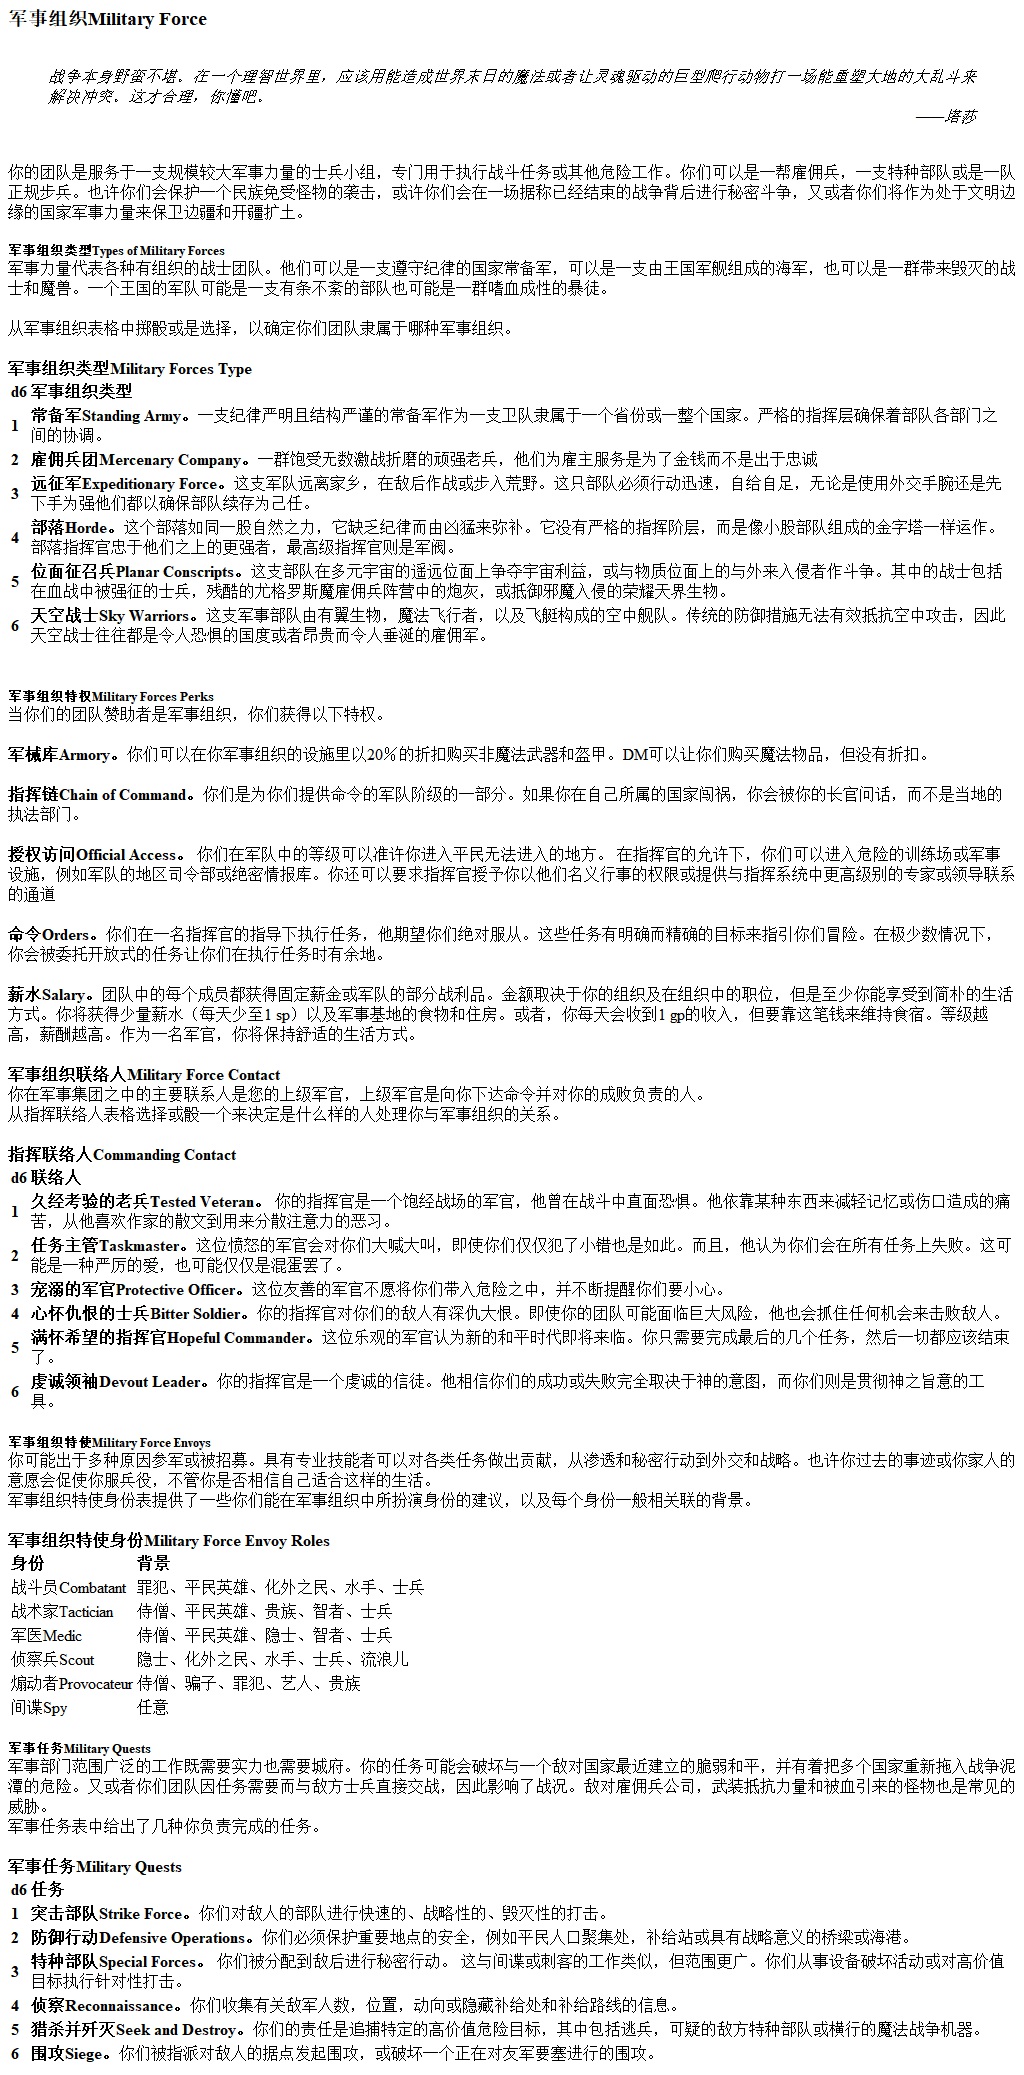 军事组织Military Force
战争本身野蛮不堪。在一个理智世界里，应该用能造成世界末日的魔法或者让灵魂驱动的巨型爬行动物打一场能重塑大地的大乱斗来
解决冲突。这才合理，你懂吧。
——塔莎
你的团队是服务于一支规模较大军事力量的士兵小组，专门用于执行战斗任务或其他危险工作。你们可以是一帮雇佣兵，一支特种部队或是一队
正规步兵。也许你们会保护一个民族免受怪物的袭击，或许你们会在一场据称已经结束的战争背后进行秘密斗争，又或者你们将作为处于文明边
缘的国家军事力量来保卫边疆和开疆扩土。
军事组织类型Types of Military Forces
军事力量代表各种有组织的战士团队。他们可以是一支遵守纪律的国家常备军，可以是一支由王国军舰组成的海军，也可以是一群带来毁灭的战
士和魔兽。一个王国的军队可能是一支有条不紊的部队也可能是一群嗜血成性的暴徒。
从军事组织表格中掷骰或是选择，以确定你们团队隶属于哪种军事组织。
军事组织类型Military Forces Type
d6 军事组织类型
1 常备军Standing Army。一支纪律严明且结构严谨的常备军作为一支卫队隶属于一个省份或一整个国家。严格的指挥层确保着部队各部门之
间的协调。
2 雇佣兵团Mercenary Company。一群饱受无数激战折磨的顽强老兵，他们为雇主服务是为了金钱而不是出于忠诚
3 远征军Expeditionary Force。这支军队远离家乡，在敌后作战或步入荒野。这只部队必须行动迅速，自给自足，无论是使用外交手腕还是先
下手为强他们都以确保部队续存为己任。
4 部落Horde。这个部落如同一股自然之力，它缺乏纪律而由凶猛来弥补。它没有严格的指挥阶层，而是像小股部队组成的金字塔一样运作。
部落指挥官忠于他们之上的更强者，最高级指挥官则是军阀。
5 位面征召兵Planar Conscripts。这支部队在多元宇宙的遥远位面上争夺宇宙利益，或与物质位面上的与外来入侵者作斗争。其中的战士包括
在血战中被强征的士兵，残酷的尤格罗斯魔雇佣兵阵营中的炮灰，或抵御邪魔入侵的荣耀天界生物。
6 天空战士Sky Warriors。这支军事部队由有翼生物，魔法飞行者，以及飞艇构成的空中舰队。传统的防御措施无法有效抵抗空中攻击，因此
天空战士往往都是令人恐惧的国度或者昂贵而令人垂涎的雇佣军。
军事组织特权Military Forces Perks
当你们的团队赞助者是军事组织，你们获得以下特权。
军械库Armory。你们可以在你军事组织的设施里以20%的折扣购买非魔法武器和盔甲。DM可以让你们购买魔法物品，但没有折扣。
指挥链Chain of Command。你们是为你们提供命令的军队阶级的一部分。如果你在自己所属的国家闯祸，你会被你的长官问话，而不是当地的
执法部门。
授权访问Official Access。 你们在军队中的等级可以准许你进入平民无法进入的地方。 在指挥官的允许下，你们可以进入危险的训练场或军事
设施，例如军队的地区司令部或绝密情报库。你还可以要求指挥官授予你以他们名义行事的权限或提供与指挥系统中更高级别的专家或领导联系
的通道
命令Orders。你们在一名指挥官的指导下执行任务，他期望你们绝对服从。这些任务有明确而精确的目标来指引你们冒险。在极少数情况下，
你会被委托开放式的任务让你们在执行任务时有余地。
薪水Salary。团队中的每个成员都获得固定薪金或军队的部分战利品。金额取决于你的组织及在组织中的职位，但是至少你能享受到简朴的生活
方式。你将获得少量薪水（每天少至1 sp）以及军事基地的食物和住房。或者，你每天会收到1 gp的收入，但要靠这笔钱来维持食宿。等级越
高，薪酬越高。作为一名军官，你将保持舒适的生活方式。
军事组织联络人Military Force Contact
你在军事集团之中的主要联系人是您的上级军官，上级军官是向你下达命令并对你的成败负责的人。
从指挥联络人表格选择或骰一个来决定是什么样的人处理你与军事组织的关系。
指挥联络人Commanding Contact
d6 联络人
1 久经考验的老兵Tested Veteran。 你的指挥官是一个饱经战场的军官，他曾在战斗中直面恐惧。他依靠某种东西来减轻记忆或伤口造成的痛
苦，从他喜欢作家的散文到用来分散注意力的恶习。
2 任务主管Taskmaster。这位愤怒的军官会对你们大喊大叫，即使你们仅仅犯了小错也是如此。而且，他认为你们会在所有任务上失败。这可
能是一种严厉的爱，也可能仅仅是混蛋罢了。
3 宠溺的军官Protective Officer。这位友善的军官不愿将你们带入危险之中，并不断提醒你们要小心。
4 心怀仇恨的士兵Bitter Soldier。你的指挥官对你们的敌人有深仇大恨。即使你的团队可能面临巨大风险，他也会抓住任何机会来击败敌人。
5 满怀希望的指挥官Hopeful Commander。这位乐观的军官认为新的和平时代即将来临。你只需要完成最后的几个任务，然后一切都应该结束
了。
6 虔诚领袖Devout Leader。你的指挥官是一个虔诚的信徒。他相信你们的成功或失败完全取决于神的意图，而你们则是贯彻神之旨意的工
具。
军事组织特使Military Force Envoys
你可能出于多种原因参军或被招募。具有专业技能者可以对各类任务做出贡献，从渗透和秘密行动到外交和战略。也许你过去的事迹或你家人的
意愿会促使你服兵役，不管你是否相信自己适合这样的生活。
军事组织特使身份表提供了一些你们能在军事组织中所扮演身份的建议，以及每个身份一般相关联的背景。
军事组织特使身份Military Force Envoy Roles
身份 背景
战斗员Combatant 罪犯、平民英雄、化外之民、水手、士兵
战术家Tactician 侍僧、平民英雄、贵族、智者、士兵
军医Medic 侍僧、平民英雄、隐士、智者、士兵
侦察兵Scout 隐士、化外之民、水手、士兵、流浪儿
煽动者Provocateur 侍僧、骗子、罪犯、艺人、贵族
间谍Spy 任意
军事任务Military Quests
军事部门范围广泛的工作既需要实力也需要城府。你的任务可能会破坏与一个敌对国家最近建立的脆弱和平，并有着把多个国家重新拖入战争泥
潭的危险。又或者你们团队因任务需要而与敌方士兵直接交战，因此影响了战况。敌对雇佣兵公司，武装抵抗力量和被血引来的怪物也是常见的
威胁。
军事任务表中给出了几种你负责完成的任务。
军事任务Military Quests
d6 任务
1 突击部队Strike Force。你们对敌人的部队进行快速的、战略性的、毁灭性的打击。
2 防御行动Defensive Operations。你们必须保护重要地点的安全，例如平民人口聚集处，补给站或具有战略意义的桥梁或海港。
3 特种部队Special Forces。 你们被分配到敌后进行秘密行动。 这与间谍或刺客的工作类似，但范围更广。你们从事设备破坏活动或对高价值
目标执行针对性打击。
4 侦察Reconnaissance。你们收集有关敌军人数，位置，动向或隐藏补给处和补给路线的信息。
5 猎杀并歼灭Seek and Destroy。你们的责任是追捕特定的高价值危险目标，其中包括逃兵，可疑的敌方特种部队或横行的魔法战争机器。
6 围攻Siege。你们被指派对敌人的据点发起围攻，或破坏一个正在对友军要塞进行的围攻。